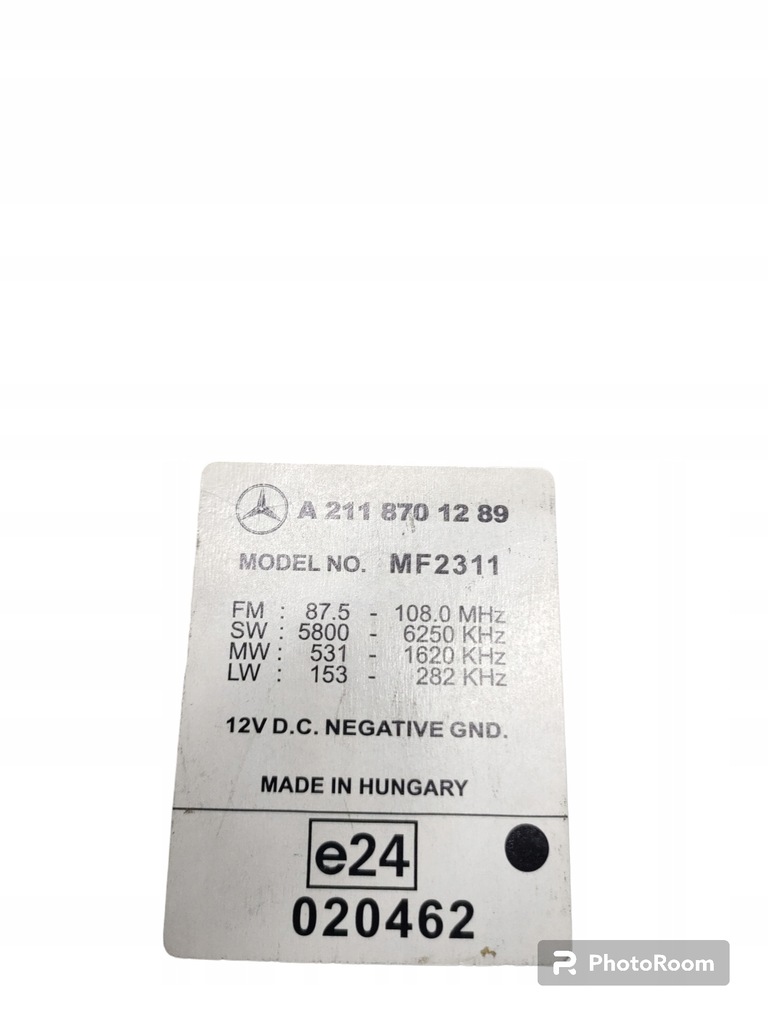 A 211 870 12 89
MODEL NO. MF2311
FM : 87.5 - 108.0 MHz
SW : 5800 - 6250 KHz
MW : 531 - 1620 KHz
LW : 153 - 282 KHz
12V D.C. NEGATIVE GND.
MADE IN HUNGARY
e24
020462
PhotoRoom